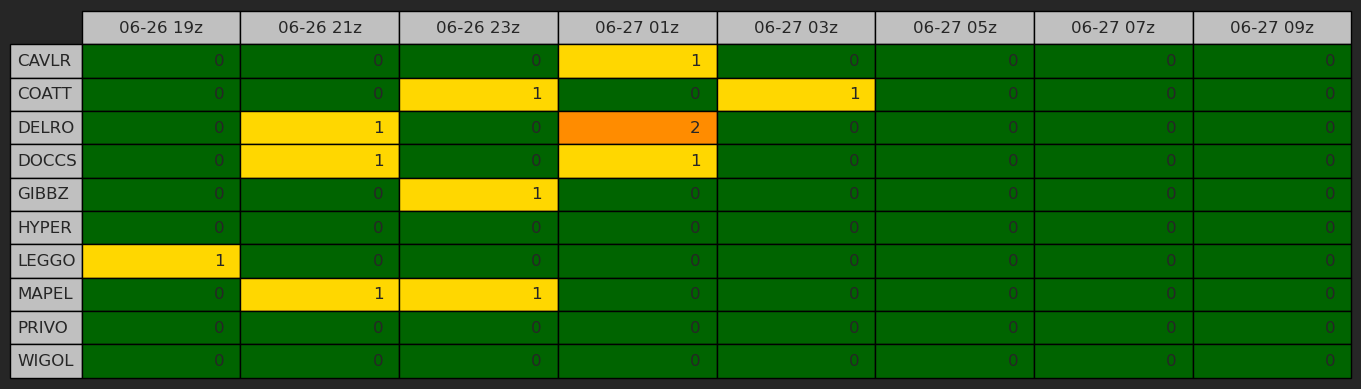 06-26 19z 06-26 21z 06-26 23z 06-27 01z 06-27 03z 06-27 05z 06-27 07z 06-27 09z
CAVLR 0 0 0 1 0 0 0 0
COATT 0 0 1 0 1 0 0 0
DELRO 0 1 0 2 0 0 0 0
DOCCS 0 1 0 1 0 0 0 0
GIBBZ 0 0 1 0 0 0 0 0
HYPER 0 0 0 0 0 0 0 0
LEGGO 1 0 0 0 0 0 0 0
MAPEL 0 1 1 0 0 0 0 0
PRIVO 0 0 0 0 0 0 0 0
WIGOL 0 0 0 0 0 0 0 0